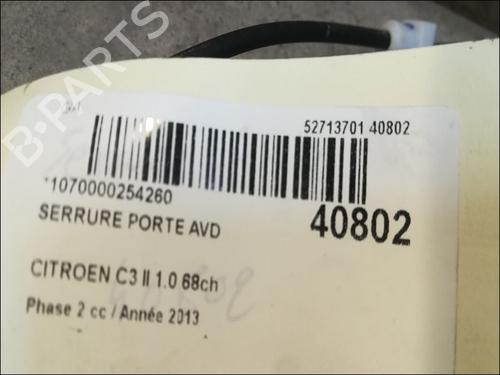 52713701 40802
*1070000254260
40802
SERRURE PORTE AVD
CITROEN C3 II 1.0 68ch
Phase 2 cc / Année 2013
B-PARTS